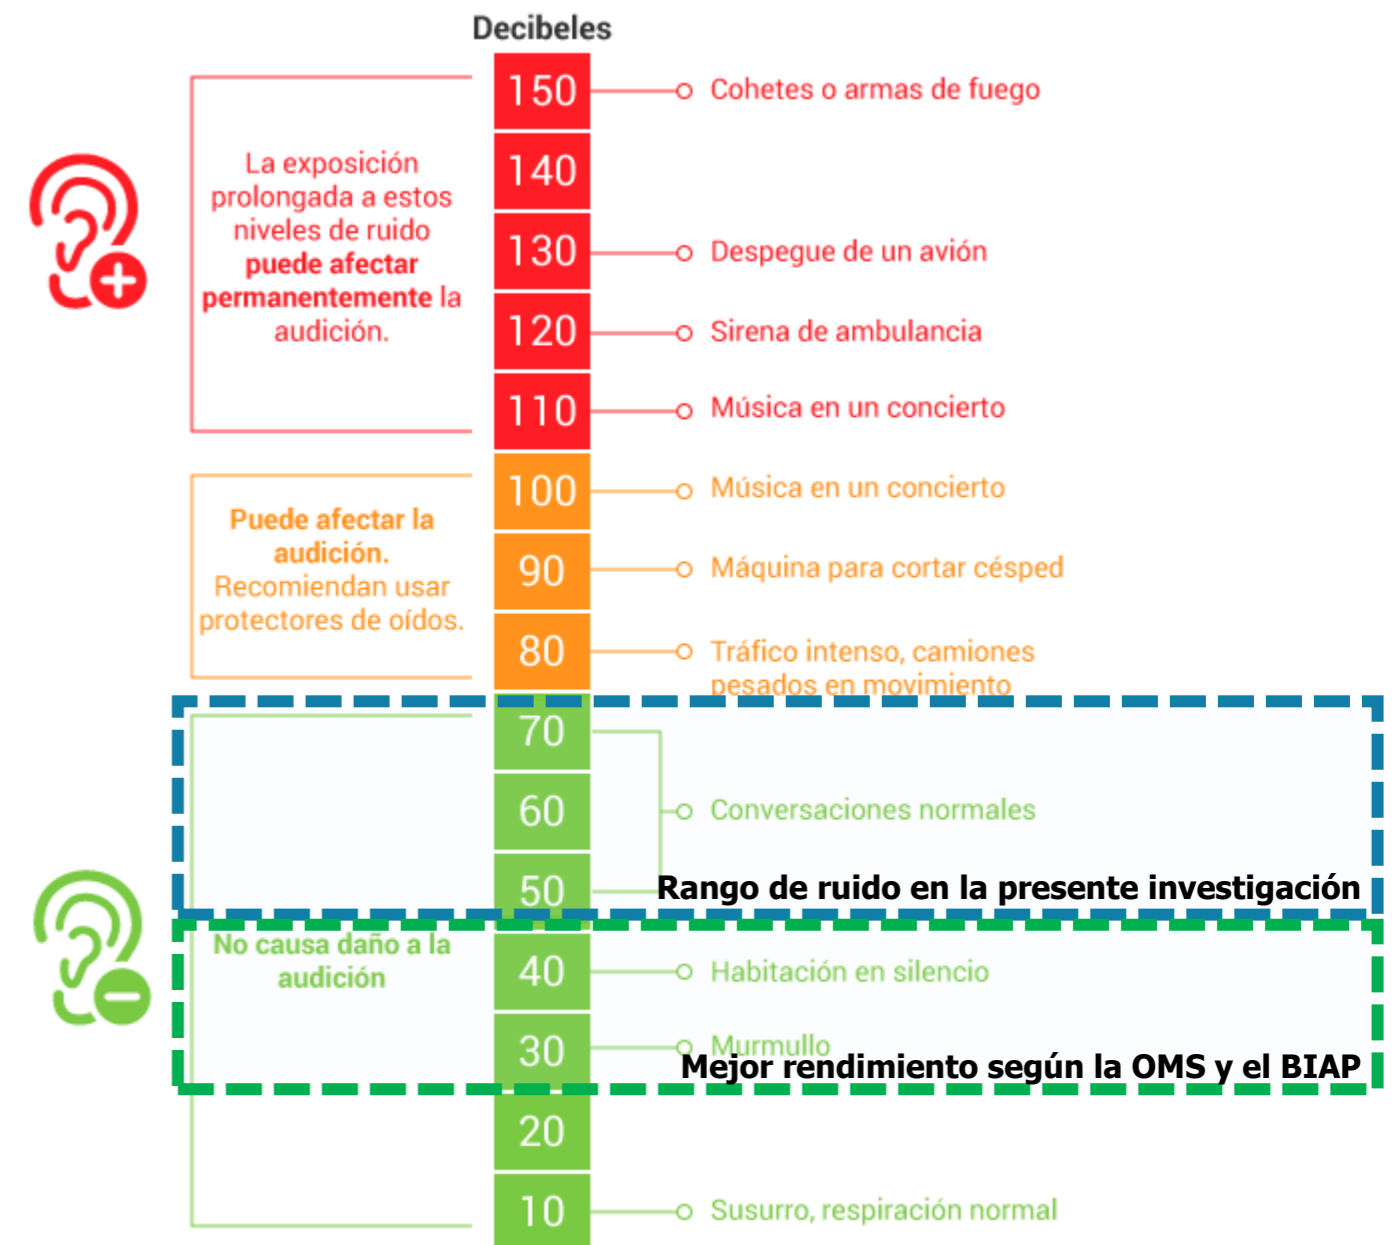 Decibeles
150
Cohetes o armas de fuego
La exposición
prolongada a estos
niveles de ruido
puede afectar
permanentemente la
audición.
140
130
Despegue de un avión
120
Sirena de ambulancia
110
Música en un concierto
100
Música en un concierto
Puede afectar la
audición.
Recomiendan usar
protectores de oídos.
90
Máquina para cortar césped
80
Tráfico intenso, camiones
pesados en movimiento
70
60
Conversaciones normales
50
Rango de ruido en la presente investigación
No causa daño a la
audición
40
Habitación en silencio
30
Murmullo
Mejor rendimiento según la OMS y el BIAP
20
10
Susurro, respiración normal